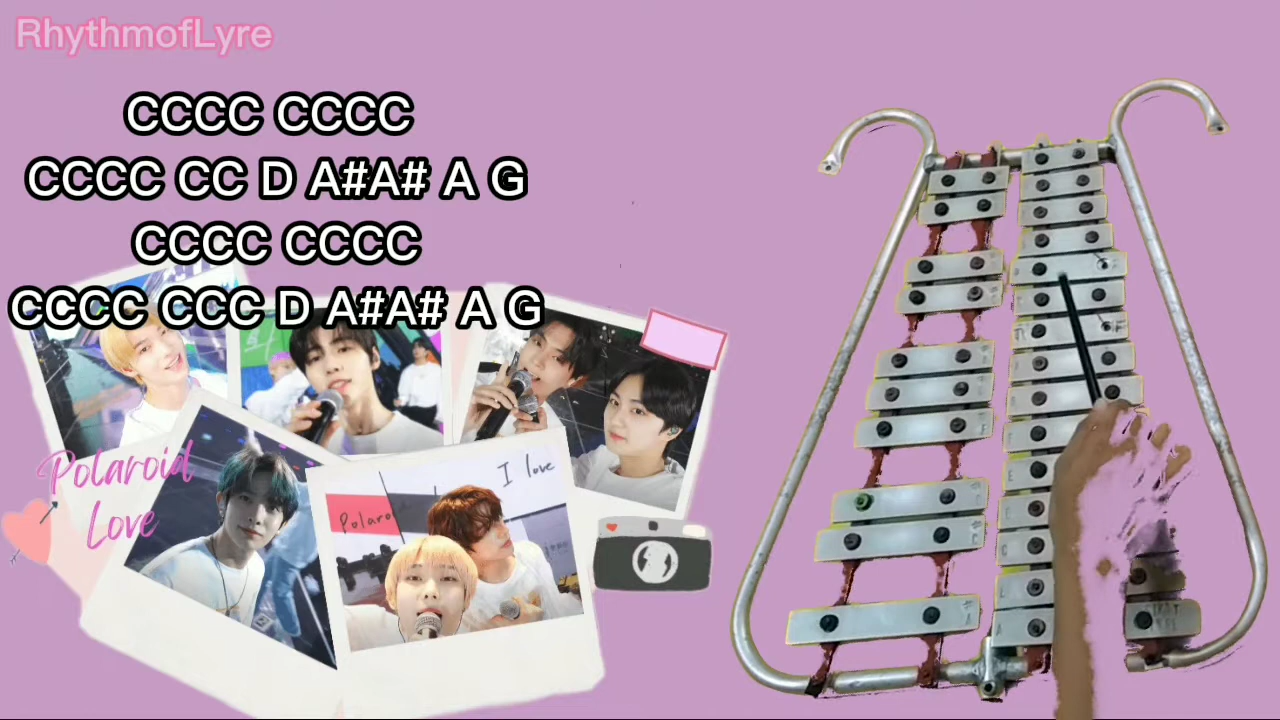 RhythmofLyre
CCCC CCCC
CCCC CC D A#A# A G
CCCC CCCC
CCCC CCC D A#A# A G
Polaroid
Love
I love
Polaro